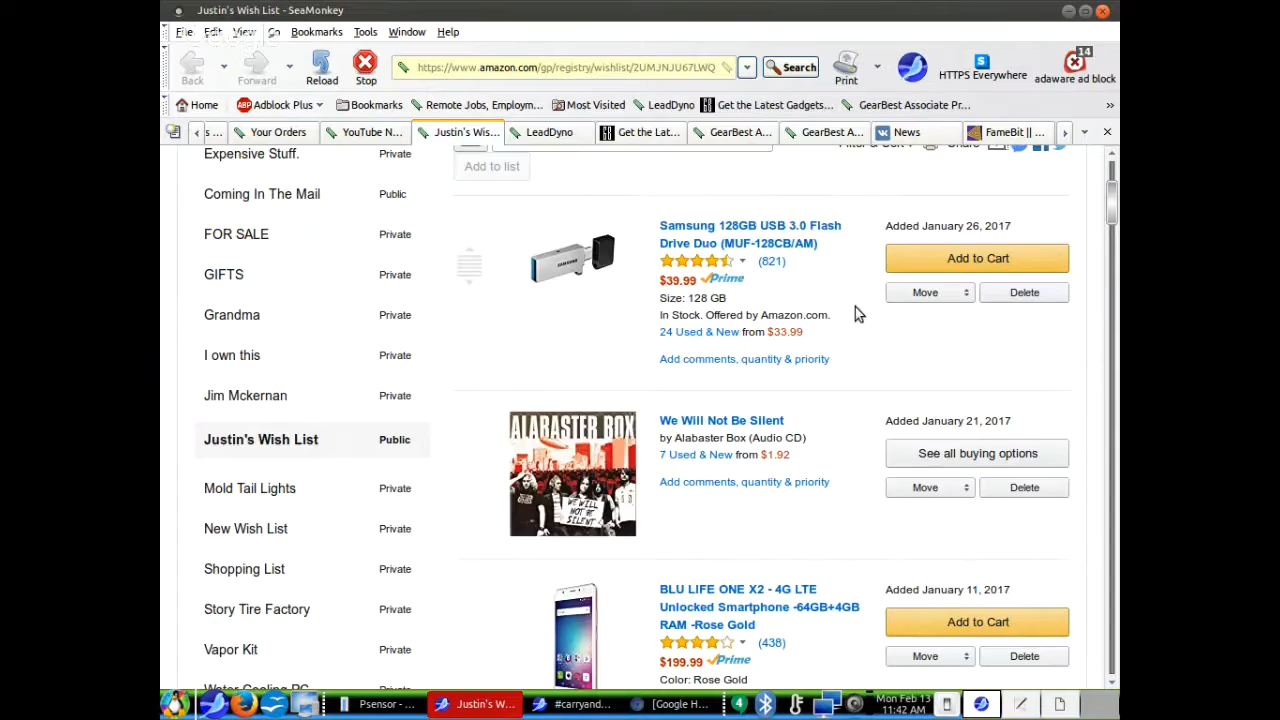 Justin's Wish List - SeaMonkey
File Edit View Go Bookmarks Tools Window Help
Back Forward Reload Stop https://www.amazon.com/gp/registry/wishlist/2UMJNJU67LWQ Search Print HTTPS Everywhere 14 adaware ad block
Home ABP Adblock Plus Bookmarks Remote Jobs, Employm... Most Visited LeadDyno Get the Latest Gadgets... GearBest Associate Pr... »
s ... Your Orders YouTube N... Justin's Wis... LeadDyno Get the Lat... GearBest A... GearBest A... News FameBit || ...
Expensive Stuff. Private
Coming In The Mail Public
FOR SALE Private
GIFTS Private
Grandma Private
I own this Private
Jim Mckernan Private
Justin's Wish List Public
Mold Tail Lights Private
New Wish List Private
Shopping List Private
Story Tire Factory Private
Vapor Kit Private
Add to list
Samsung 128GB USB 3.0 Flash
Drive Duo (MUF-128CB/AM)
(821)
$39.99 Prime
Size: 128 GB
In Stock. Offered by Amazon.com.
24 Used & New from $33.99
Add comments, quantity & priority
Added January 26, 2017
Add to Cart
Move Delete
SAMSUNG
ALABASTER BOX
WE WILL
NOT BE
SILENT
We Will Not Be Silent
by Alabaster Box (Audio CD)
7 Used & New from $1.92
Add comments, quantity & priority
Added January 21, 2017
See all buying options
Move Delete
BLU LIFE ONE X2 - 4G LTE
Unlocked Smartphone -64GB+4GB
RAM -Rose Gold
(438)
$199.99 Prime
Color: Rose Gold
Added January 11, 2017
Add to Cart
Move Delete
Psensor - ... Justin's W... #carryand... [Google H... 4 Mon Feb 13
11:42 AM